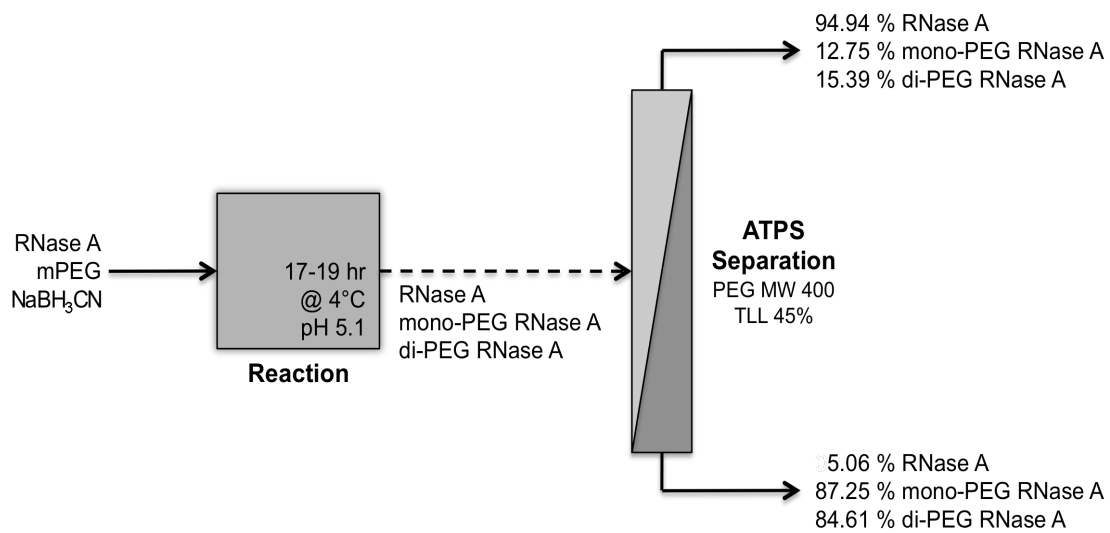 94.94 % RNase A
12.75 % mono-PEG RNase A
15.39 % di-PEG RNase A
RNase A
mPEG
NaBH₃CN
17-19 hr
@ 4°C
pH 5.1
Reaction
RNase A
mono-PEG RNase A
di-PEG RNase A
ATPS
Separation
PEG MW 400
TLL 45%
5.06 % RNase A
87.25 % mono-PEG RNase A
84.61 % di-PEG RNase A